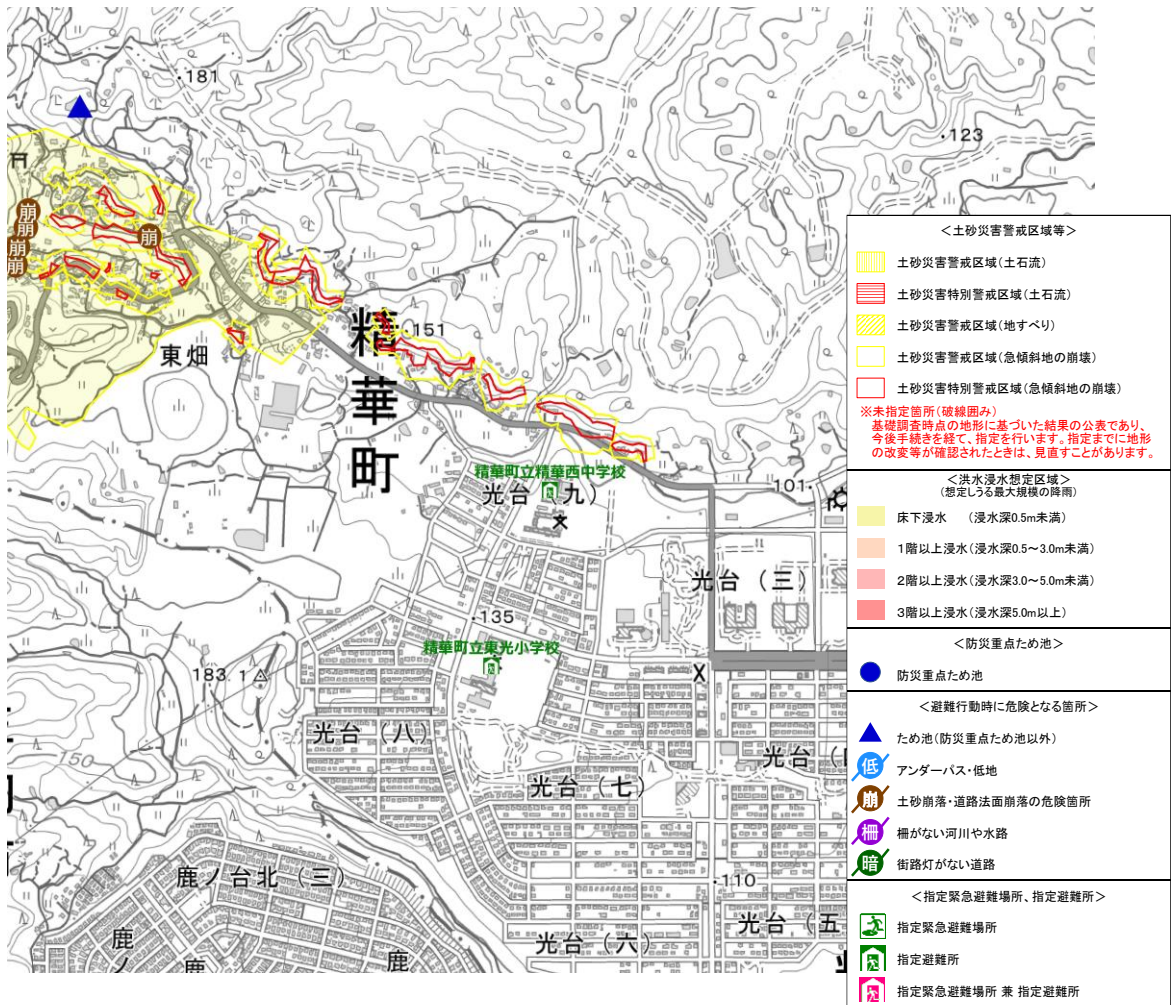 181
123
崩
崩
崩
崩
崩
東畑
151
精
華
町
精華町立精華西中学校
光台(九)
101
光台(三)
135
精華町立東光小学校
183.1
X
光台(八)
50
光台(七)
光台(
鹿ノ台北(三)
110
光台(五
光台(六)
鹿
ノ
鹿
鹿
<土砂災害警戒区域等>
土砂災害警戒区域(土石流)
土砂災害特別警戒区域(土石流)
土砂災害警戒区域(地すべり)
土砂災害警戒区域(急傾斜地の崩壊)
土砂災害特別警戒区域(急傾斜地の崩壊)
※未指定箇所(破線囲み)
基礎調査時点の地形に基づいた結果の公表であり、
今後手続きを経て、指定を行います。指定までに地形
の改変等が確認されたときは、見直すことがあります。
<洪水浸水想定区域>
(想定しうる最大規模の降雨)
床下浸水 (浸水深0.5m未満)
1階以上浸水(浸水深0.5~3.0m未満)
2階以上浸水(浸水深3.0~5.0m未満)
3階以上浸水(浸水深5.0m以上)
<防災重点ため池>
防災重点ため池
<避難行動時に危険となる箇所>
ため池(防災重点ため池以外)
低 アンダーパス・低地
崩 土砂崩落・道路法面崩落の危険箇所
柵 柵がない河川や水路
暗 街路灯がない道路
<指定緊急避難場所、指定避難所>
指定緊急避難場所
指定避難所
指定緊急避難場所 兼 指定避難所